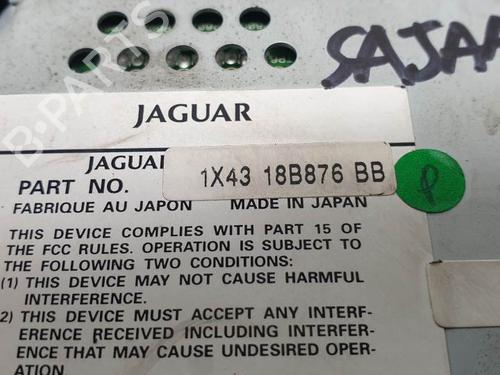 B-PARTS
SAJAA
JAGUAR
JAGUA
PART NO. 1X43 18B876 BB
FABRIQUE AU JAPON MADE IN JAPAN
THIS DEVICE COMPLIES WITH PART 15 OF
THE FCC RULES. OPERATION IS SUBJECT TO
THE FOLLOWING TWO CONDITIONS:
(1) THIS DEVICE MAY NOT CAUSE HARMFUL
INTERFERENCE.
2) THIS DEVICE MUST ACCEPT ANY INTERF-
ERENCE RECEIVED INCLUDING INTERFER-
ENCE THAT MAY CAUSE UNDESIRED OPER-
ATION.